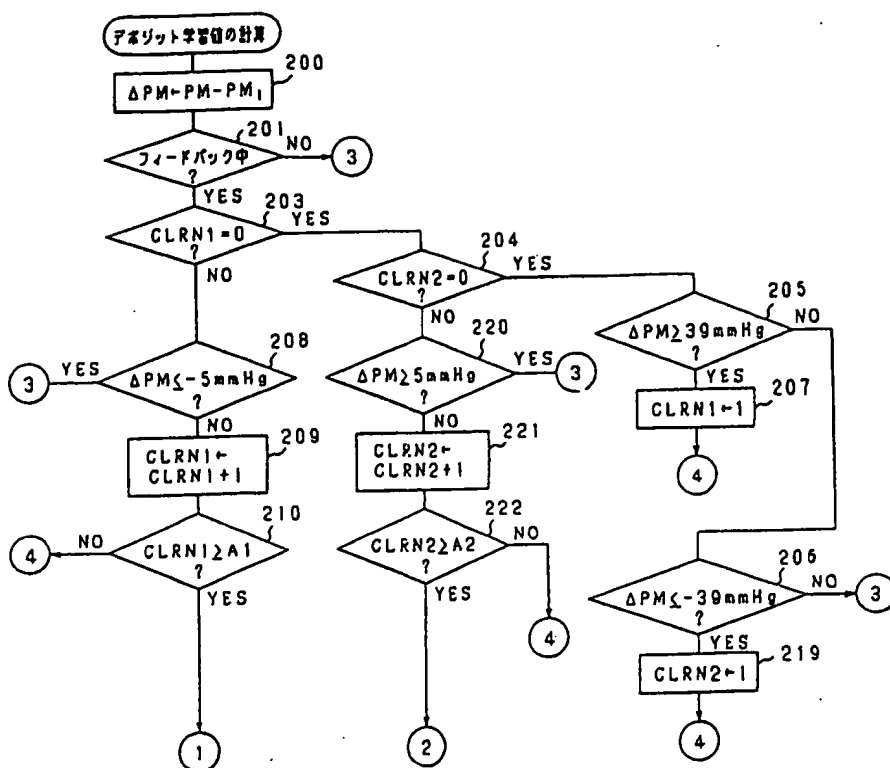 デポジット学習値の計算
200
ΔPM←PM-PM₁
201
フィードバック中
?
NO
3
YES
203
CLRN1=0
?
YES
NO
204
CLRN2=0
?
YES
NO
205
ΔPM≥39mmHg
?
NO
YES
207
CLRN1←1
4
208
YES
3
ΔPM≤-5mmHg
?
NO
220
ΔPM≥5mmHg
?
YES
3
NO
209
CLRN1←
CLRN1+1
221
CLRN2←
CLRN2+1
210
NO
4
CLRN1≥A1
?
YES
222
CLRN2≥A2
?
NO
4
YES
206
ΔPM≤-39mmHg
?
NO
3
YES
219
CLRN2←1
4
1
2